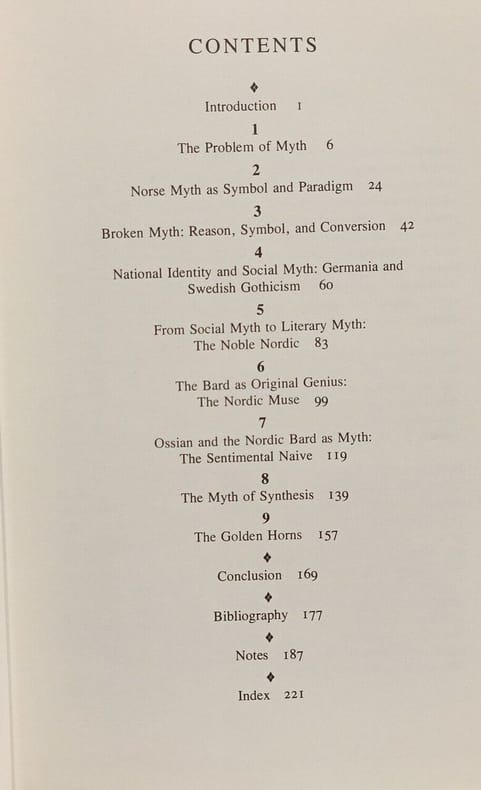 CONTENTS
Introduction 1
1
The Problem of Myth 6
2
Norse Myth as Symbol and Paradigm 24
3
Broken Myth: Reason, Symbol, and Conversion 42
4
National Identity and Social Myth: Germania and
Swedish Gothicism 60
5
From Social Myth to Literary Myth:
The Noble Nordic 83
6
The Bard as Original Genius:
The Nordic Muse 99
7
Ossian and the Nordic Bard as Myth:
The Sentimental Naive 119
8
The Myth of Synthesis 139
9
The Golden Horns 157
Conclusion 169
Bibliography 177
Notes 187
Index 221